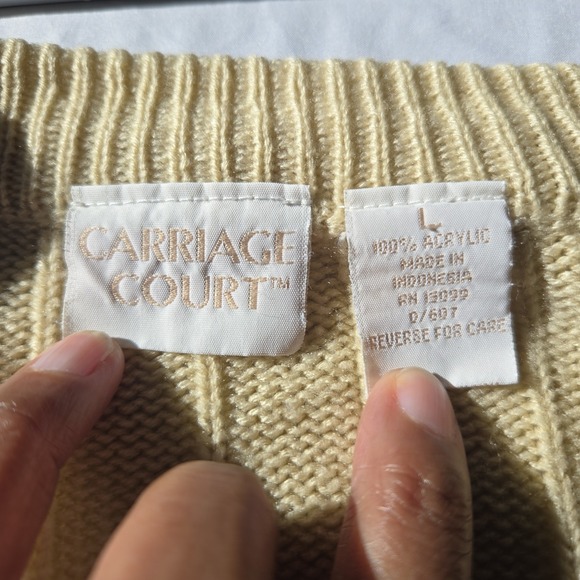 CARRIAGE
COURT™
L
100% ACRYLIC
MADE IN
INDONESIA
RN 13099
D/607
REVERSE FOR CARE